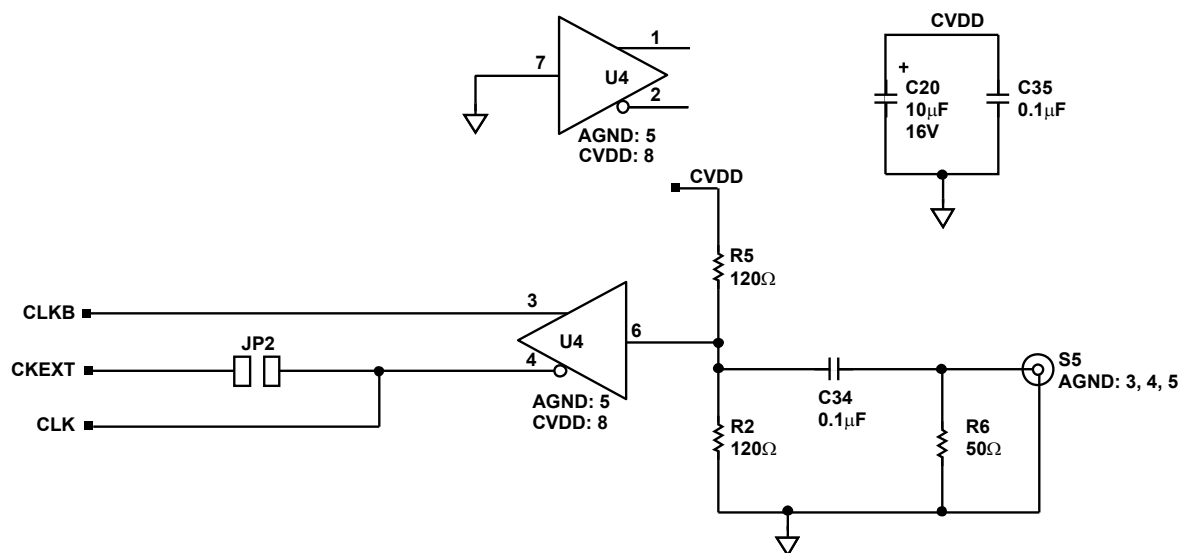 1
7
U4
2
AGND: 5
CVDD: 8
CVDD
+
C20
10μF
16V
C35
0.1μF
CVDD
R5
120Ω
CLKB
3
U4
6
JP2
4
CKEXT
AGND: 5
CVDD: 8
CLK
C34
0.1μF
S5
AGND: 3, 4, 5
R2
120Ω
R6
50Ω